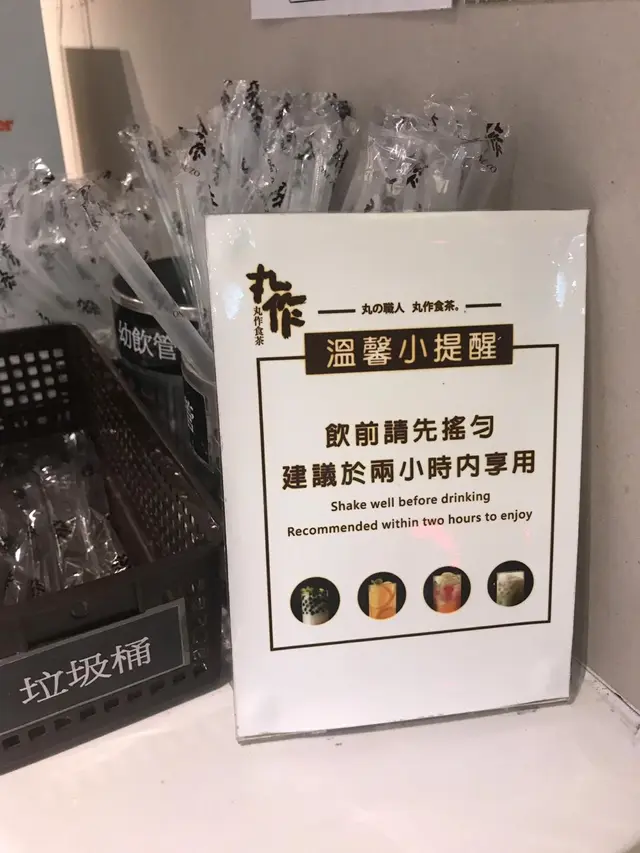 丸作
丸作食茶
丸の職人 丸作食茶。
溫馨小提醒
飲前請先搖勻
建議於兩小時内享用
Shake well before drinking
Recommended within two hours to enjoy
幼飲管
垃圾桶
er